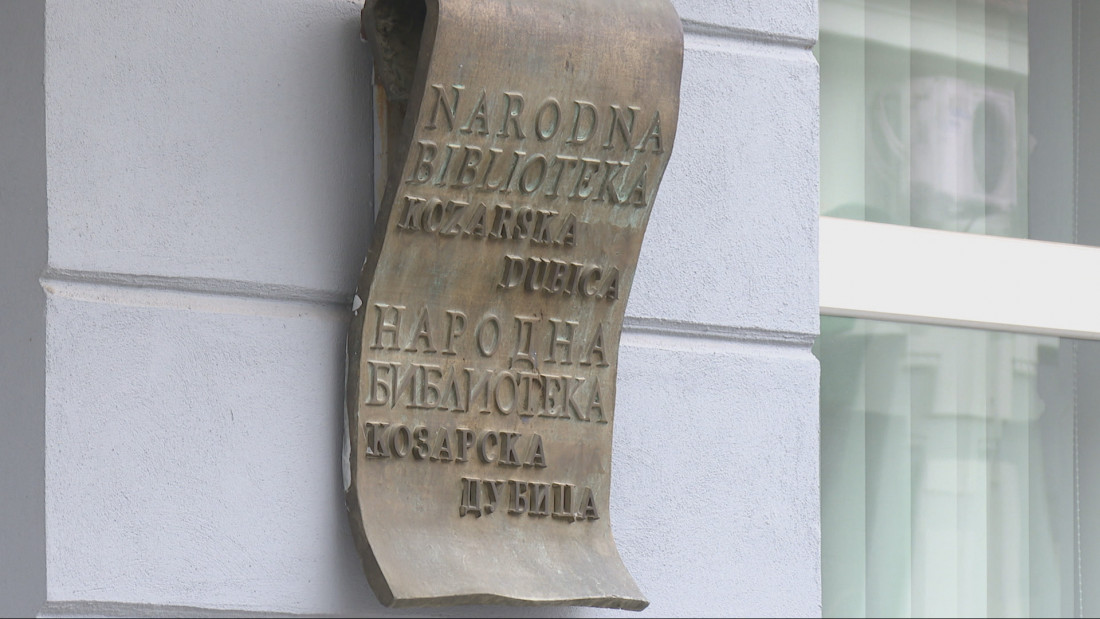 NARODNA
BIBLIOTEKA
KOZARSKA
DUBICA
НАРОДНА
БИБЛИОТЕКА
КОЗАРСКА
ДУБИЦА